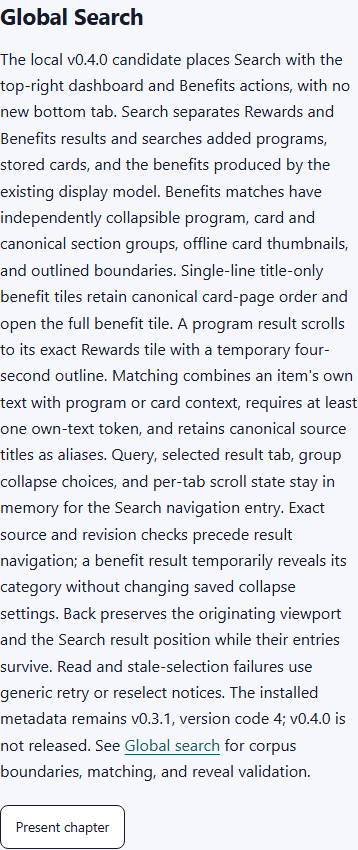 Global Search
The local v0.4.0 candidate places Search with the
top-right dashboard and Benefits actions, with no
new bottom tab. Search separates Rewards and
Benefits results and searches added programs,
stored cards, and the benefits produced by the
existing display model. Benefits matches have
independently collapsible program, card and
canonical section groups, offline card thumbnails,
and outlined boundaries. Single-line title-only
benefit tiles retain canonical card-page order and
open the full benefit tile. A program result scrolls
to its exact Rewards tile with a temporary four-
second outline. Matching combines an item's own
text with program or card context, requires at least
one own-text token, and retains canonical source
titles as aliases. Query, selected result tab, group
collapse choices, and per-tab scroll state stay in
memory for the Search navigation entry. Exact
source and revision checks precede result
navigation; a benefit result temporarily reveals its
category without changing saved collapse
settings. Back preserves the originating viewport
and the Search result position while their entries
survive. Read and stale-selection failures use
generic retry or reselect notices. The installed
metadata remains v0.3.1, version code 4; v0.4.0 is
not released. See Global search for corpus
boundaries, matching, and reveal validation.
Present chapter